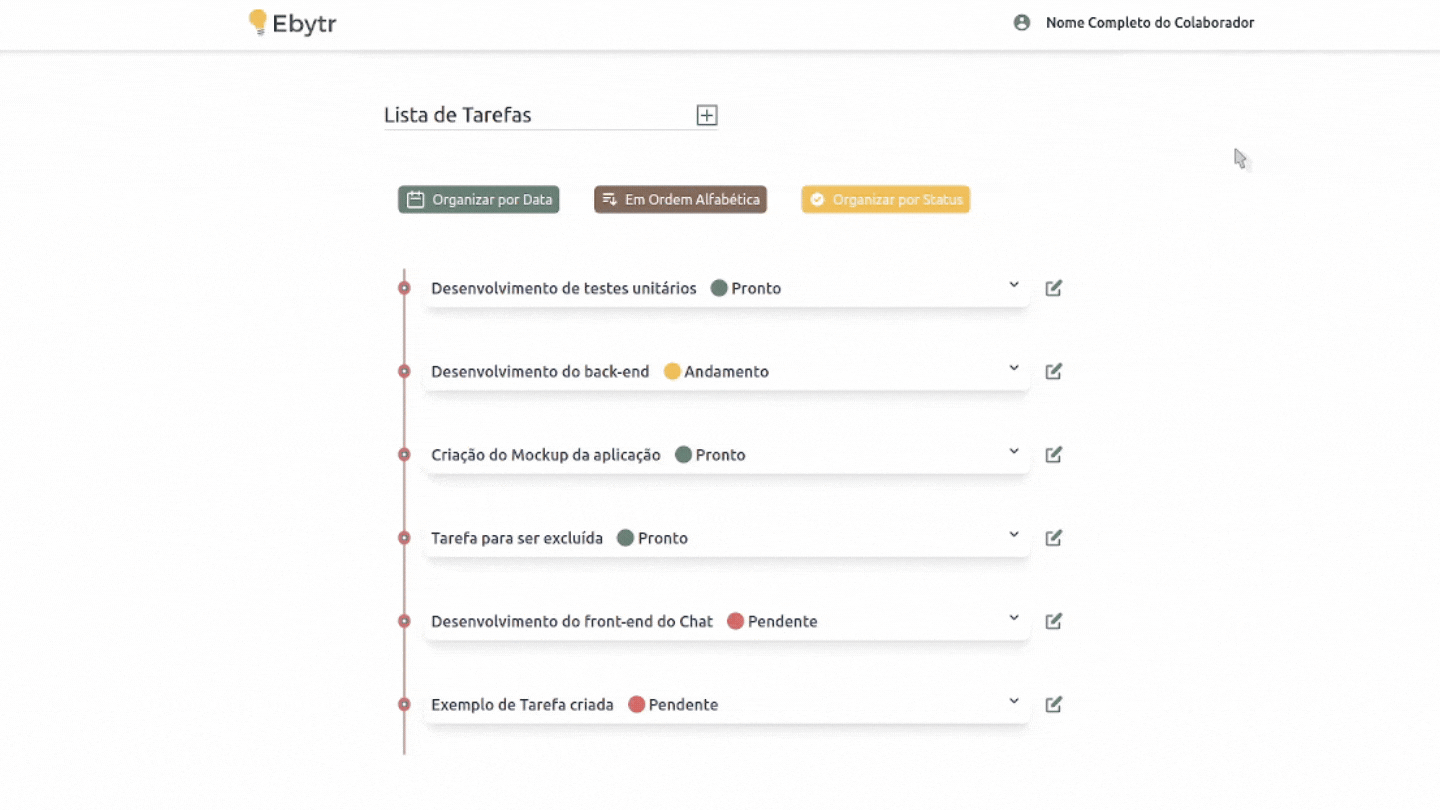 Ebytr
Nome Completo do Colaborador
Lista de Tarefas
Organizar por Data
Em Ordem Alfabética
Organizar por Status
Desenvolvimento de testes unitários Pronto
Desenvolvimento do back-end Andamento
Criação do Mockup da aplicação Pronto
Tarefa para ser excluída Pronto
Desenvolvimento do front-end do Chat Pendente
Exemplo de Tarefa criada Pendente